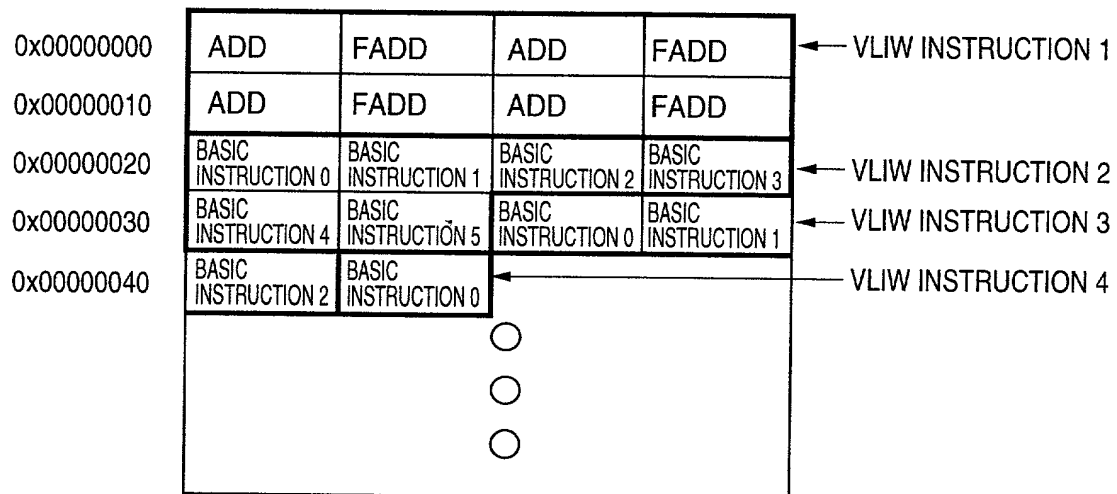 0x00000000 ADD FADD ADD FADD VLIW INSTRUCTION 1
0x00000010 ADD FADD ADD FADD
0x00000020 BASIC INSTRUCTION 0 BASIC INSTRUCTION 1 BASIC INSTRUCTION 2 BASIC INSTRUCTION 3 VLIW INSTRUCTION 2
0x00000030 BASIC INSTRUCTION 4 BASIC INSTRUCTION 5 BASIC INSTRUCTION 0 BASIC INSTRUCTION 1 VLIW INSTRUCTION 3
0x00000040 BASIC INSTRUCTION 2 BASIC INSTRUCTION 0 VLIW INSTRUCTION 4